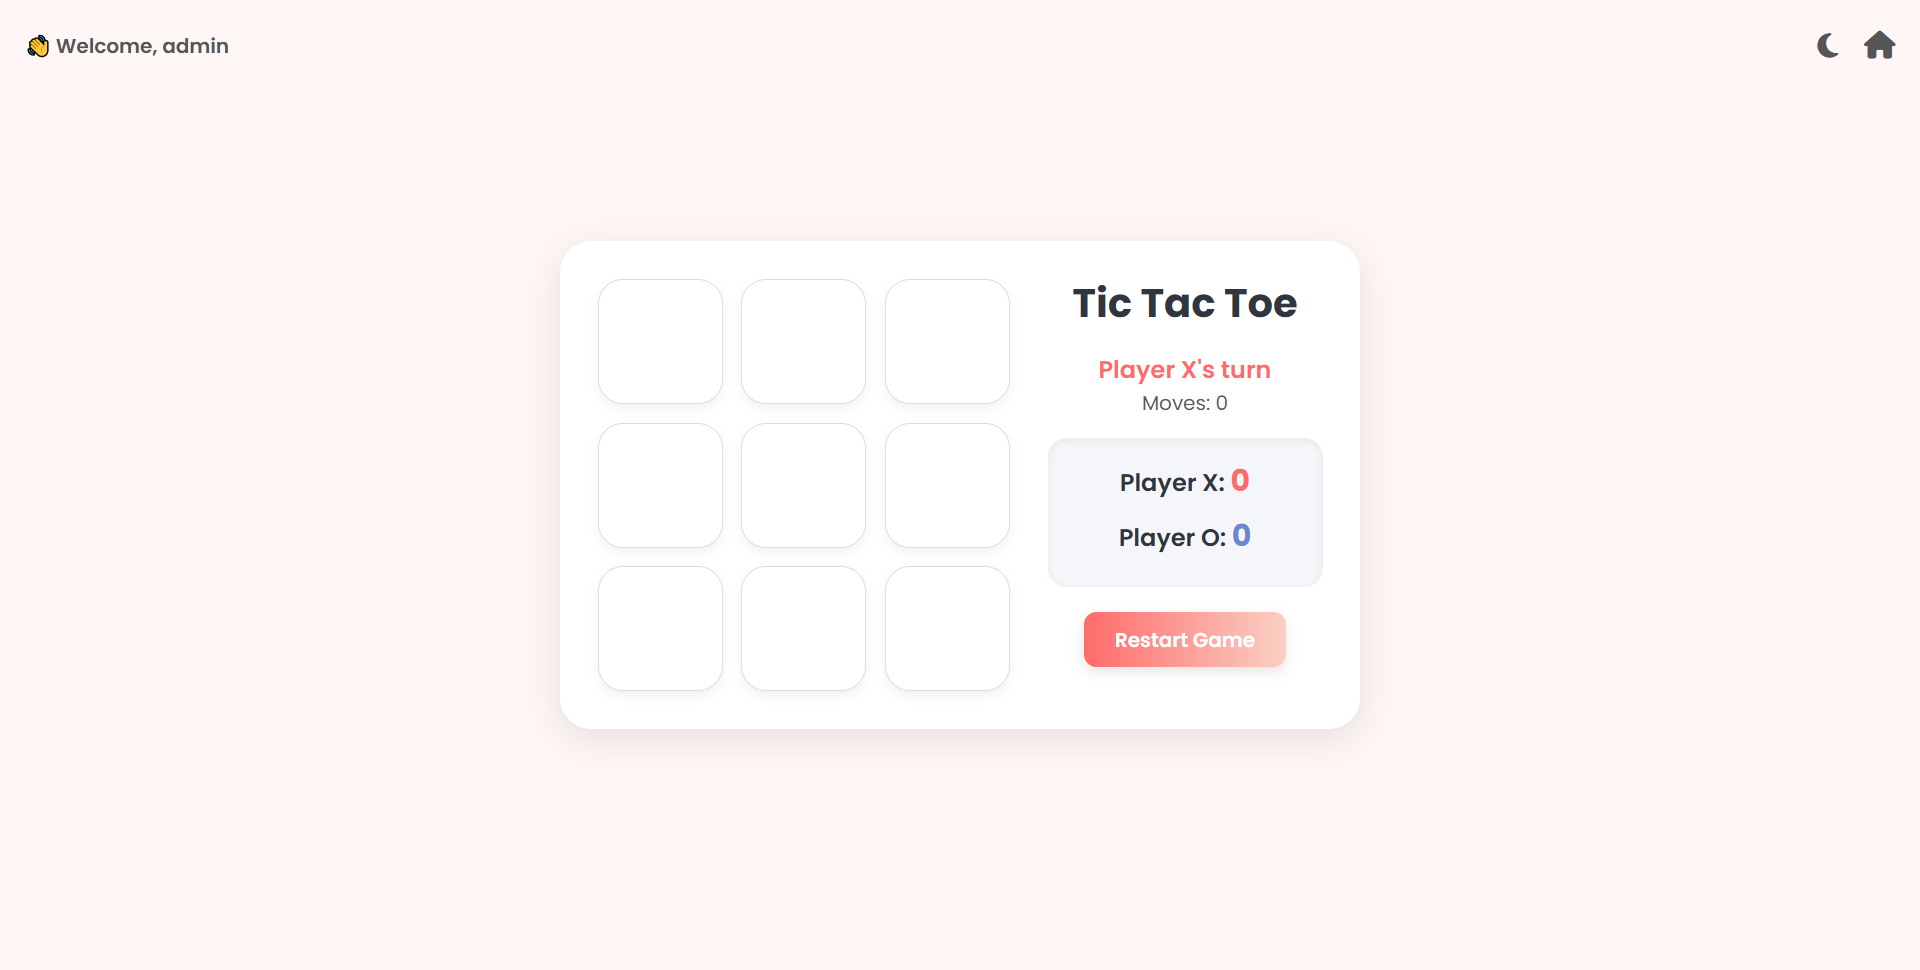 👋 Welcome, admin
Tic Tac Toe
Player X's turn
Moves: 0
Player X: 0
Player O: 0
Restart Game